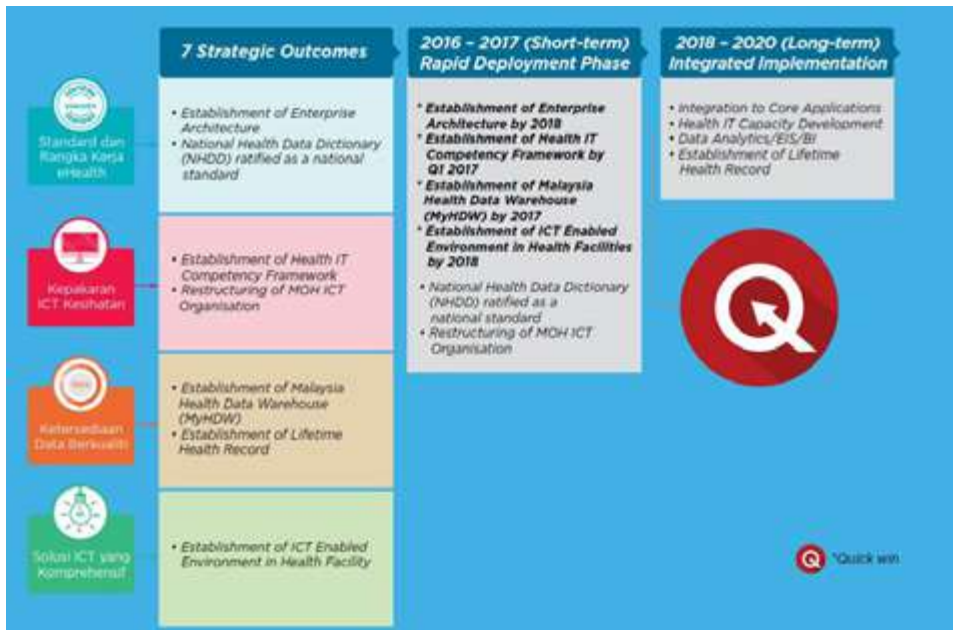 7 Strategic Outcomes
2016 – 2017 (Short-term)
Rapid Deployment Phase
2018 – 2020 (Long-term)
Integrated Implementation
Standard dan
Rangka Kerja
eHealth
• Establishment of Enterprise
Architecture
• National Health Data Dictionary
(NHDD) ratified as a national
standard
Kepakaran
ICT Kesihatan
• Establishment of Health IT
Competency Framework
• Restructuring of MOH ICT
Organisation
Ketersediaan
Data Berkualiti
• Establishment of Malaysia
Health Data Warehouse
(MyHDW)
• Establishment of Lifetime
Health Record
Solusi ICT yang
Komprehensif
• Establishment of ICT Enabled
Environment in Health Facility
* Establishment of Enterprise
Architecture by 2018
* Establishment of Health IT
Competency Framework by
Q1 2017
* Establishment of Malaysia
Health Data Warehouse
(MyHDW) by 2017
* Establishment of ICT Enabled
Environment in Health Facilities
by 2018
• National Health Data Dictionary
(NHDD) ratified as a
national standard
• Restructuring of MOH ICT
Organisation
• Integration to Core Applications
• Health IT Capacity Development
• Data Analytics/EIS/BI
• Establishment of Lifetime
Health Record
Q
Q *Quick win